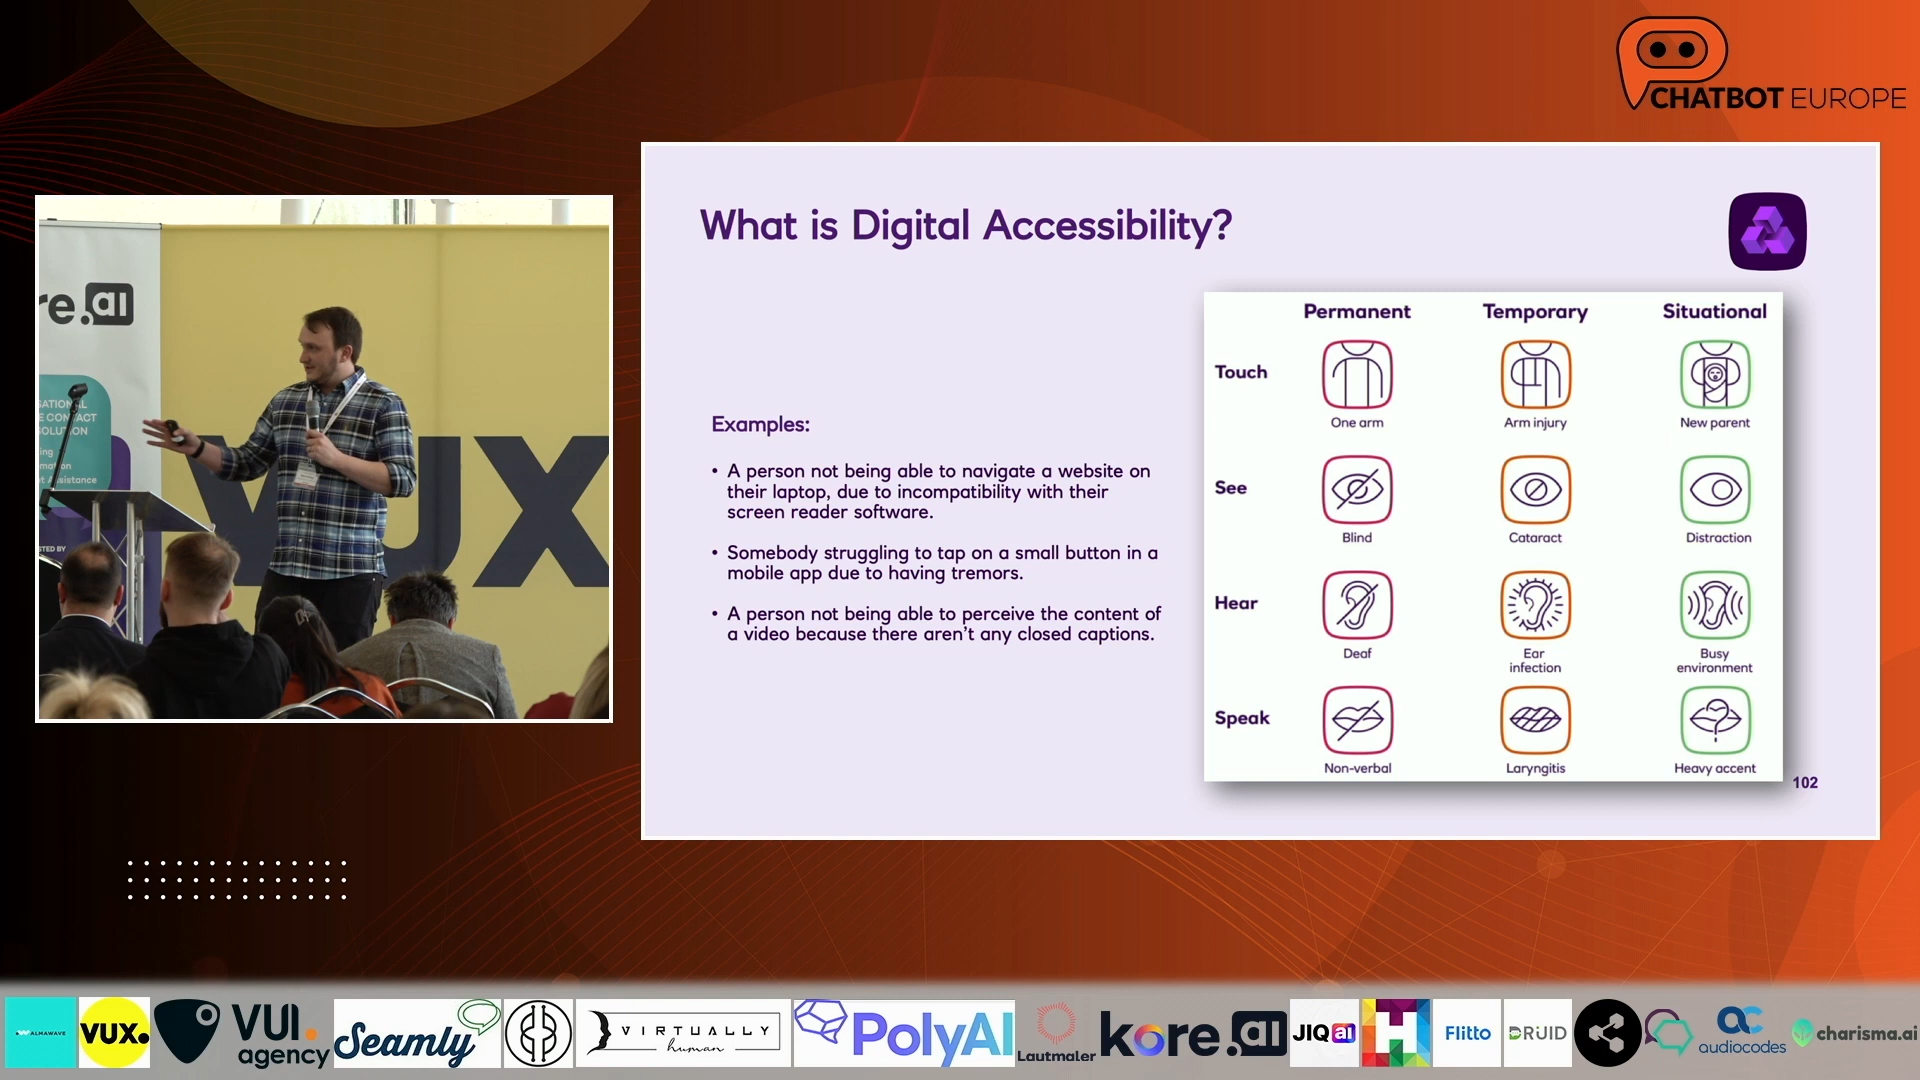 CHATBOT EUROPE
What is Digital Accessibility?
Examples:
• A person not being able to navigate a website on
their laptop, due to incompatibility with their
screen reader software.
• Somebody struggling to tap on a small button in a
mobile app due to having tremors.
• A person not being able to perceive the content of
a video because there aren't any closed captions.
Permanent Temporary Situational
Touch
One arm Arm injury New parent
See
Blind Cataract Distraction
Hear
Deaf Ear infection Busy environment
Speak
Non-verbal Laryngitis Heavy accent
102
re.ai
E CONTACT
VUX
ALMAWAVE
VUX.
VUI.
agency
Seamly
VIRTUALLY
human
PolyAI
Lautmaler
kore.ai
JIQ ai
H
Flitto
DRUID
ac
audiocodes
charisma.ai